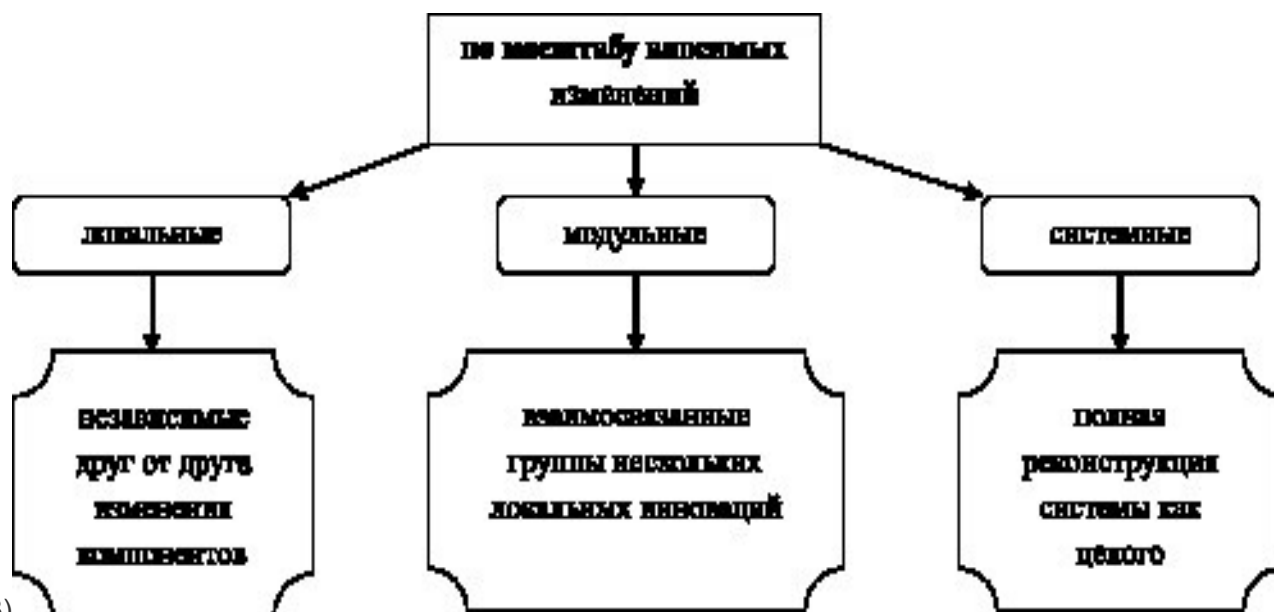 по масштабу вносимых
изменений
локальные
модульные
системные
независимые
друг от друга
изменения
компонентов
взаимосвязанные
группы нескольких
локальных инноваций
полная
реконструкция
системы как
целого